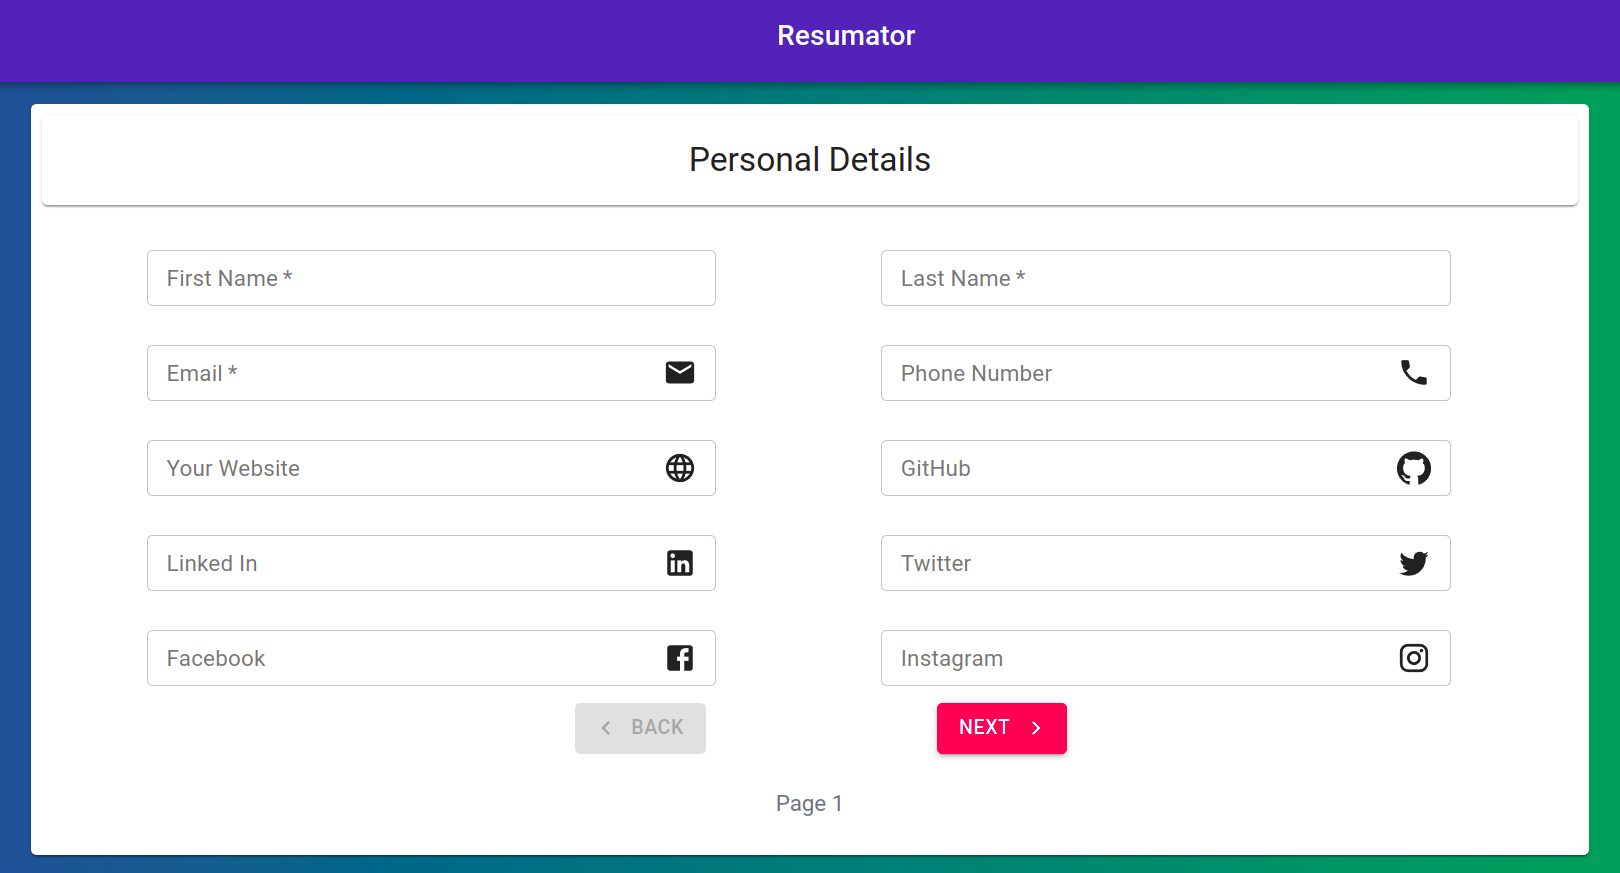 Resumator
Personal Details
First Name *
Last Name *
Email *
Phone Number
Your Website
GitHub
Linked In
Twitter
Facebook
Instagram
BACK
NEXT
Page 1